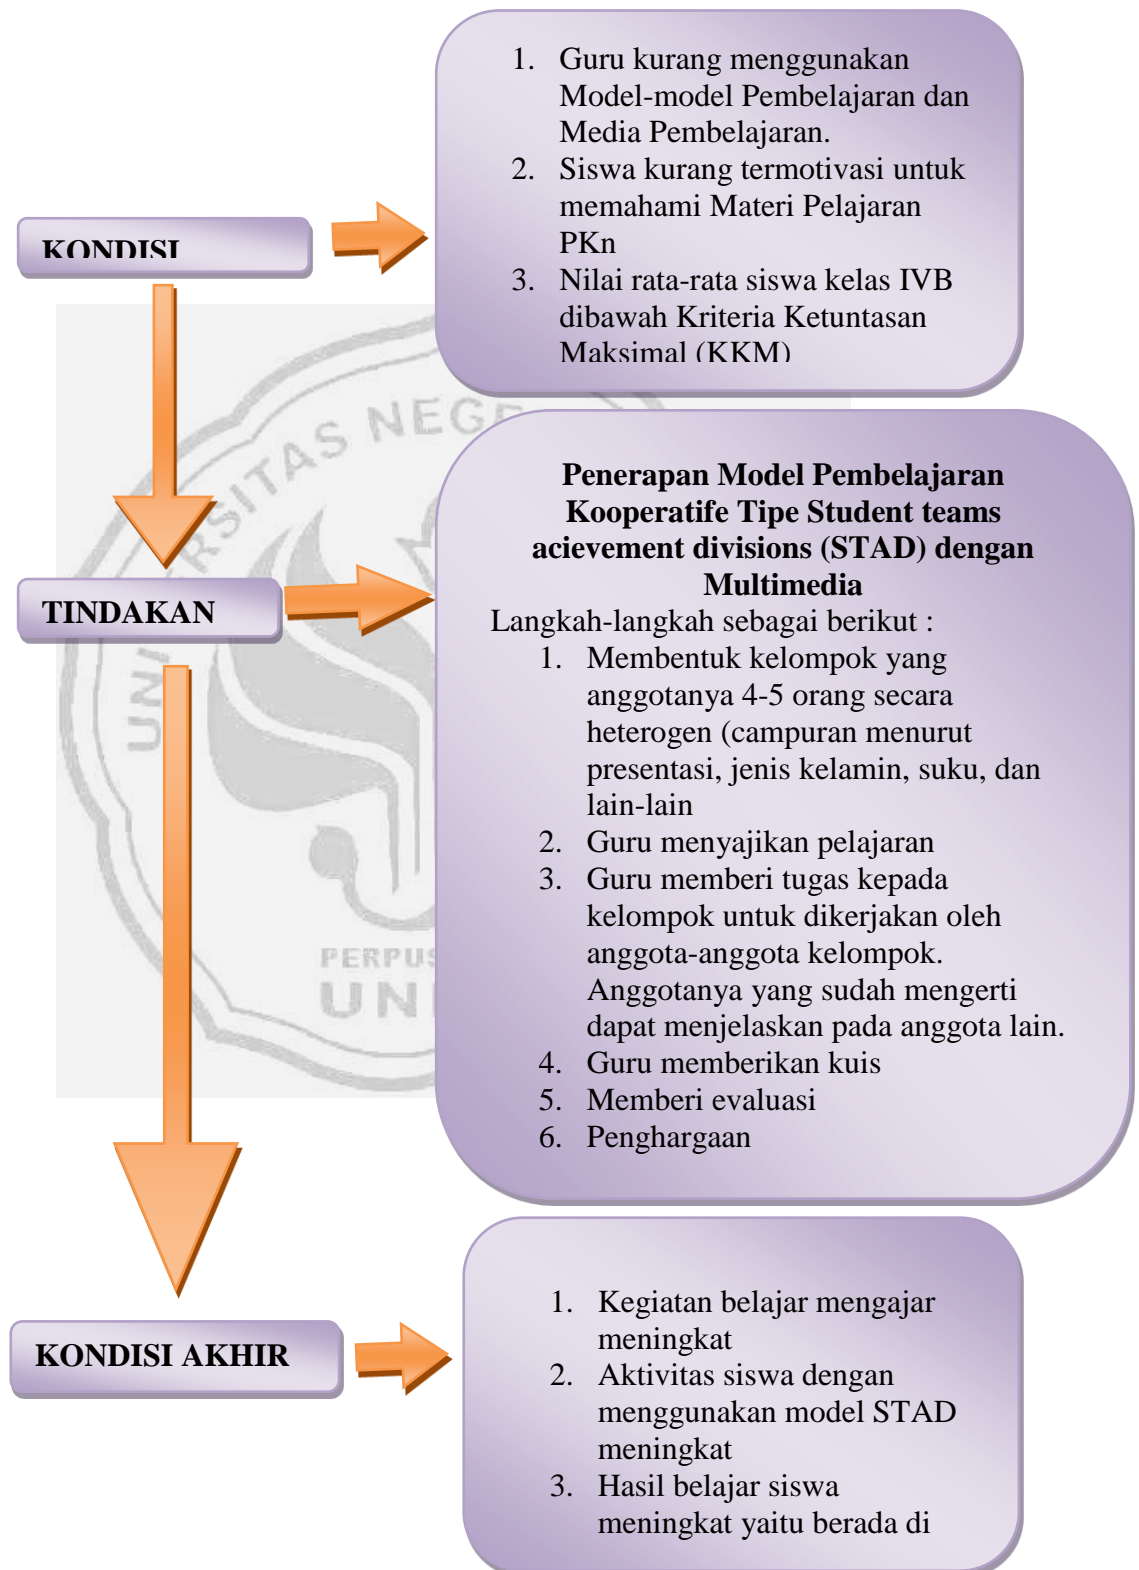 1. Guru kurang menggunakan
Model-model Pembelajaran dan
Media Pembelajaran.
2. Siswa kurang termotivasi untuk
memahami Materi Pelajaran
PKn
3. Nilai rata-rata siswa kelas IVB
dibawah Kriteria Ketuntasan
Maksimal (KKM)
KONDISI
Penerapan Model Pembelajaran
Kooperatife Tipe Student teams
acievement divisions (STAD) dengan
Multimedia
Langkah-langkah sebagai berikut :
1. Membentuk kelompok yang
anggotanya 4-5 orang secara
heterogen (campuran menurut
presentasi, jenis kelamin, suku, dan
lain-lain
2. Guru menyajikan pelajaran
3. Guru memberi tugas kepada
kelompok untuk dikerjakan oleh
anggota-anggota kelompok.
Anggotanya yang sudah mengerti
dapat menjelaskan pada anggota lain.
4. Guru memberikan kuis
5. Memberi evaluasi
6. Penghargaan
TINDAKAN
1. Kegiatan belajar mengajar
meningkat
2. Aktivitas siswa dengan
menggunakan model STAD
meningkat
3. Hasil belajar siswa
meningkat yaitu berada di
KONDISI AKHIR